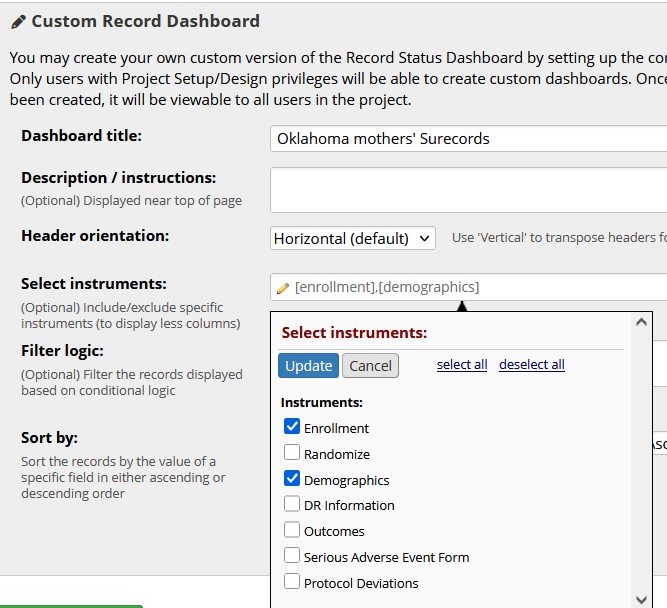 Custom Record Dashboard
You may create your own custom version of the Record Status Dashboard by setting up the
Only users with Project Setup/Design privileges will be able to create custom dashboards.
been created, it will be viewable to all users in the project.
Dashboard title:
Oklahoma mothers' Surecords
Description / instructions:
(Optional) Displayed near top of page
Header orientation:
Horizontal (default)
Use 'Vertical' to transpose headers
Select instruments:
(Optional) Include/exclude specific
instruments (to display less columns)
[enrollment],[demographics]
Select instruments:
Update
Cancel
select all
deselect all
Instruments:
Enrollment
Randomize
Demographics
DR Information
Outcomes
Serious Adverse Event Form
Protocol Deviations
Filter logic:
(Optional) Filter the records displayed
based on conditional logic
Sort by:
Sort the records by the value of a
specific field in either ascending or
descending order